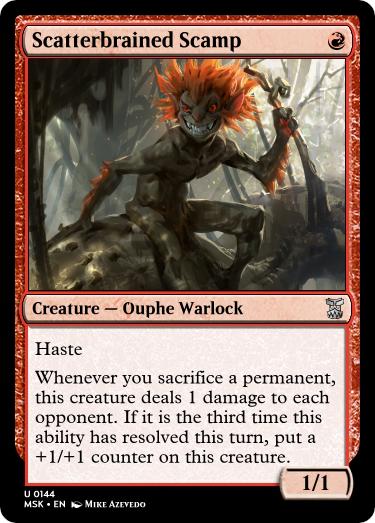 Scatterbrained Scamp
Creature — Ouphe Warlock
Haste
Whenever you sacrifice a permanent,
this creature deals 1 damage to each
opponent. If it is the third time this
ability has resolved this turn, put a
+1/+1 counter on this creature.
1/1
U 0144
MSK • EN Mike Azevedo